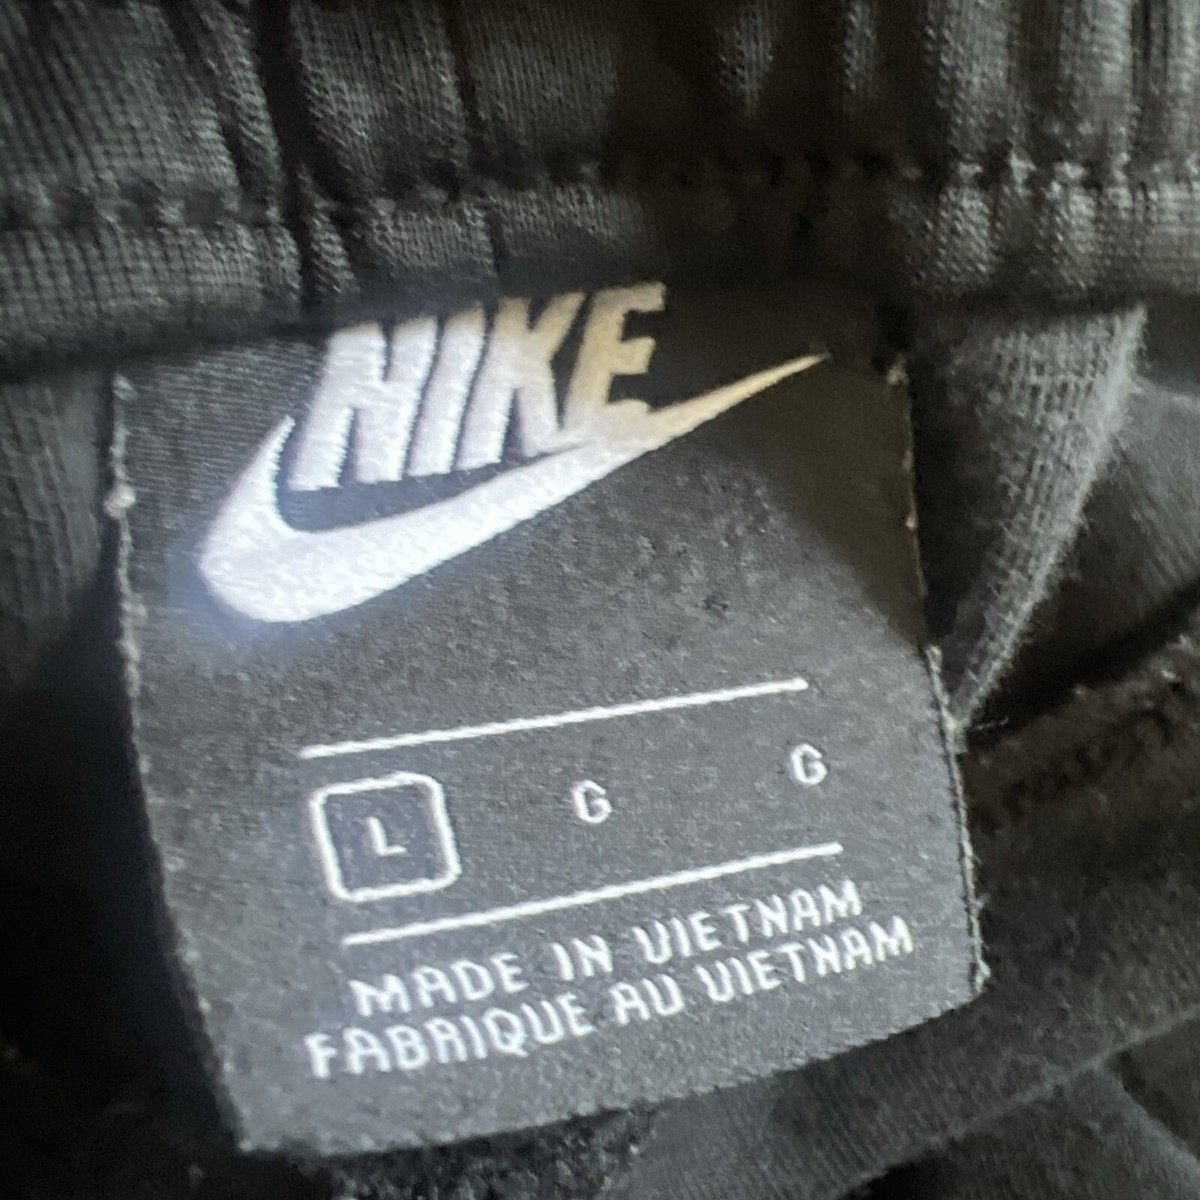 NIKE
L G G
MADE IN VIETNAM
FABRIQUE AU VIETNAM